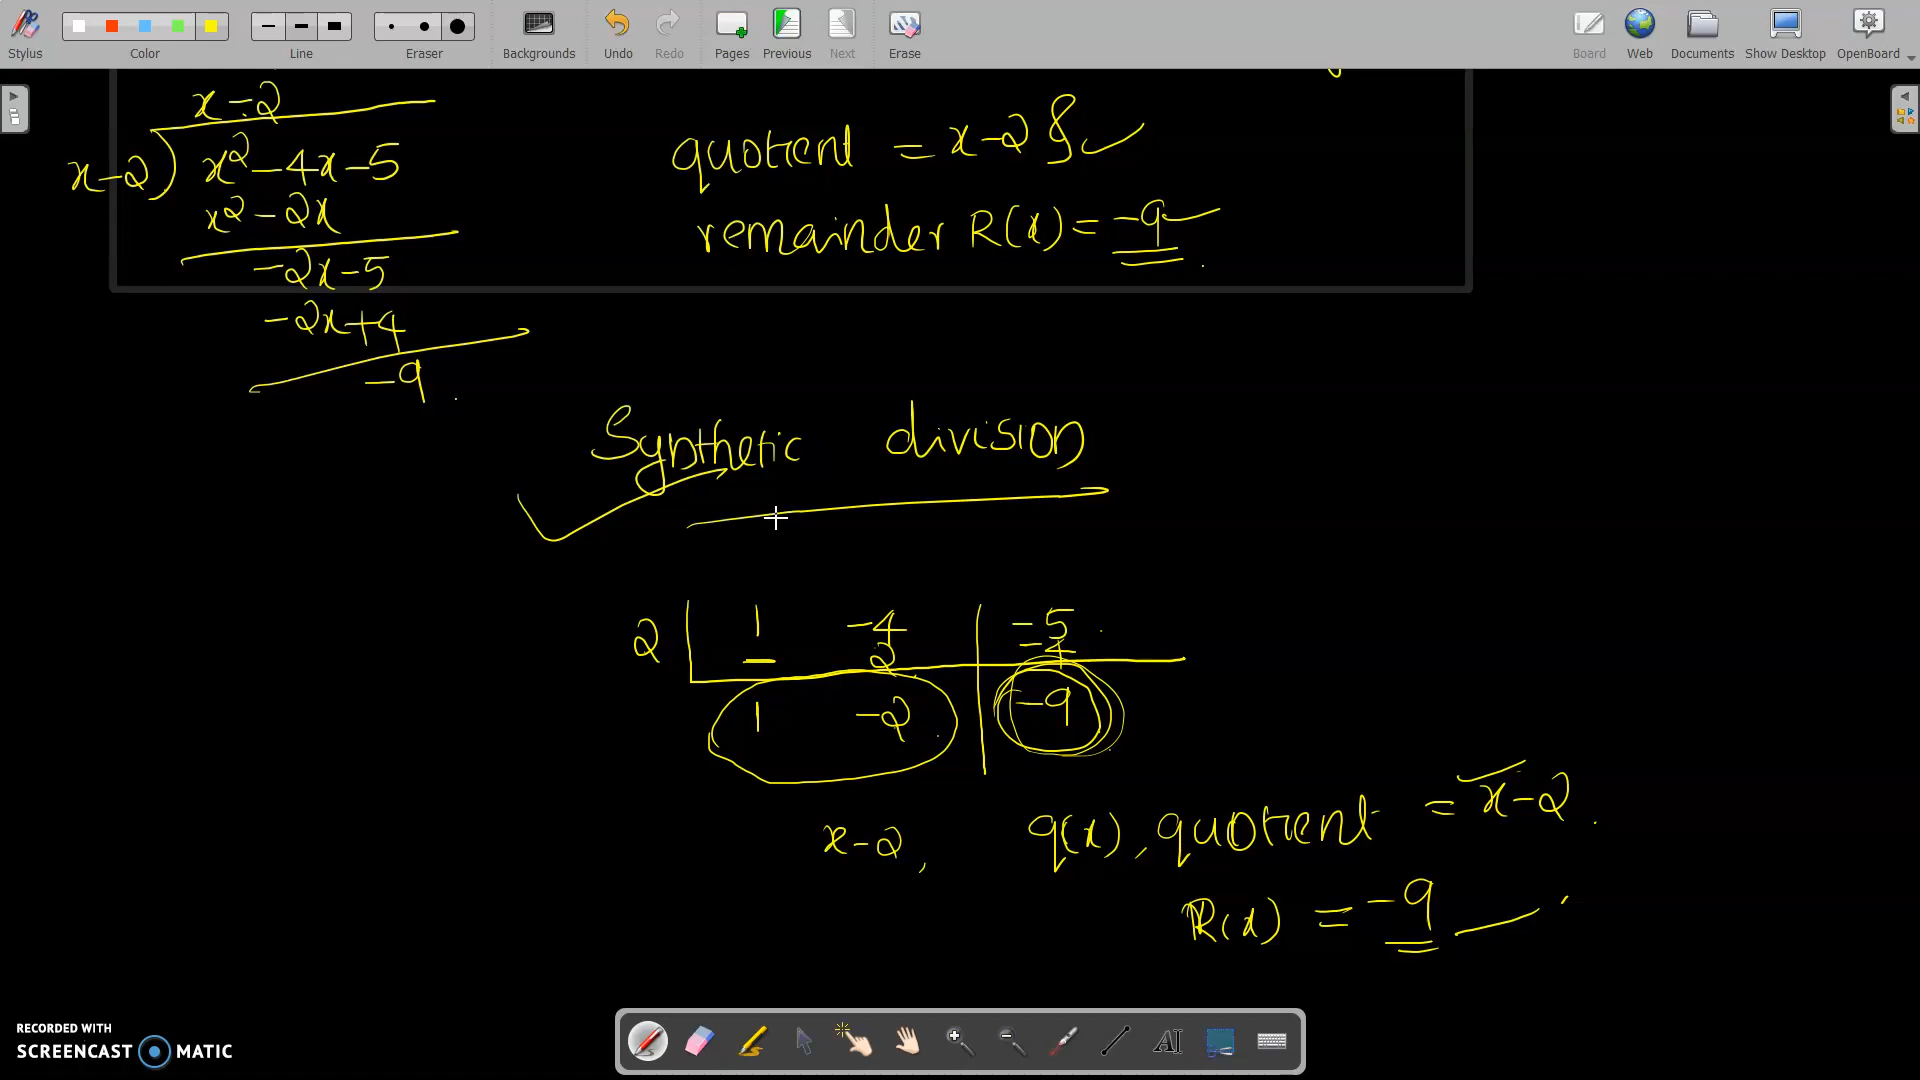 Stylus Color Line Eraser Backgrounds Undo Redo Pages Previous Next Erase Board Web Documents Show Desktop OpenBoard
x-2
x-2) x² - 4x - 5
x² - 2x
-2x - 5
-2x + 4
-9
quotient = x-2
remainder R(x) = -9
Synthetic division
2 | 1 -4 | -5
2 -4
1 -2 | -9
x-2, q(x), quotient = x-2
R(x) = -9
RECORDED WITH
SCREENCAST MATIC
AI